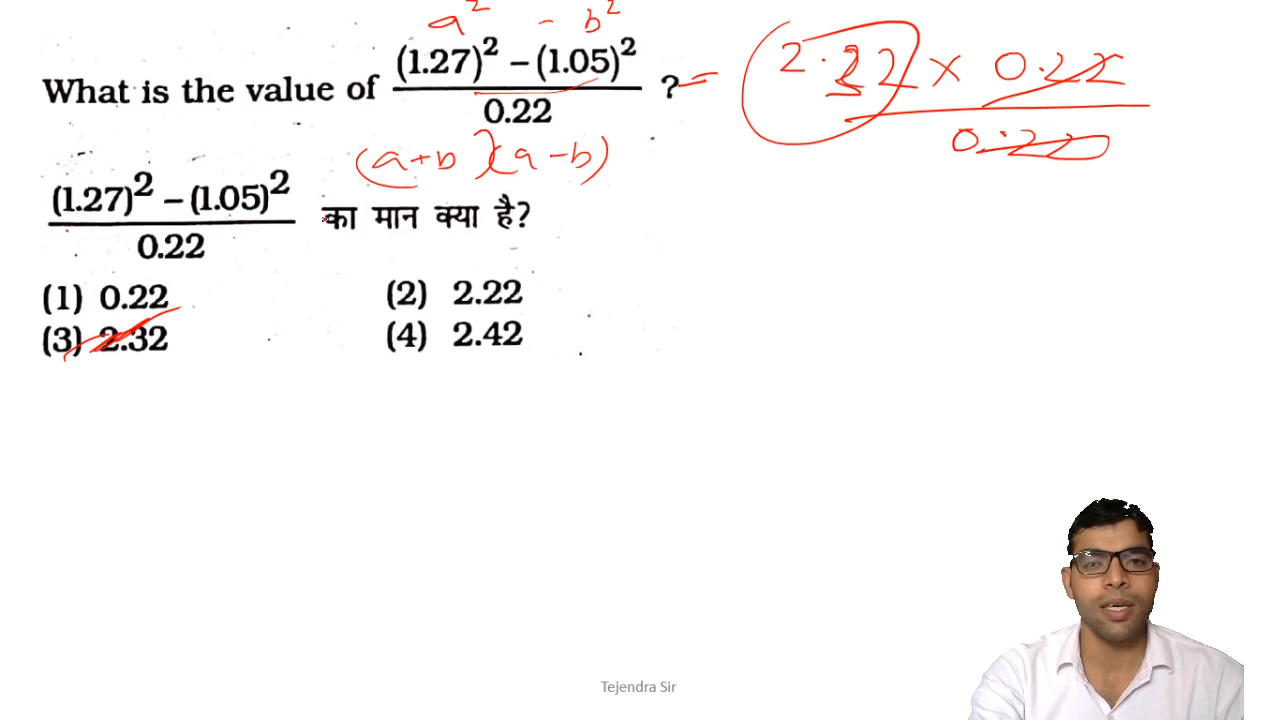 a² - b²
What is the value of (1.27)² – (1.05)² / 0.22 ? = 2.32 × 0.22 / 0.22
(a+b)(a-b)
(1.27)² – (1.05)² / 0.22 का मान क्या है?
(1) 0.22 (2) 2.22
(3) 2.32 (4) 2.42
Tejendra Sir